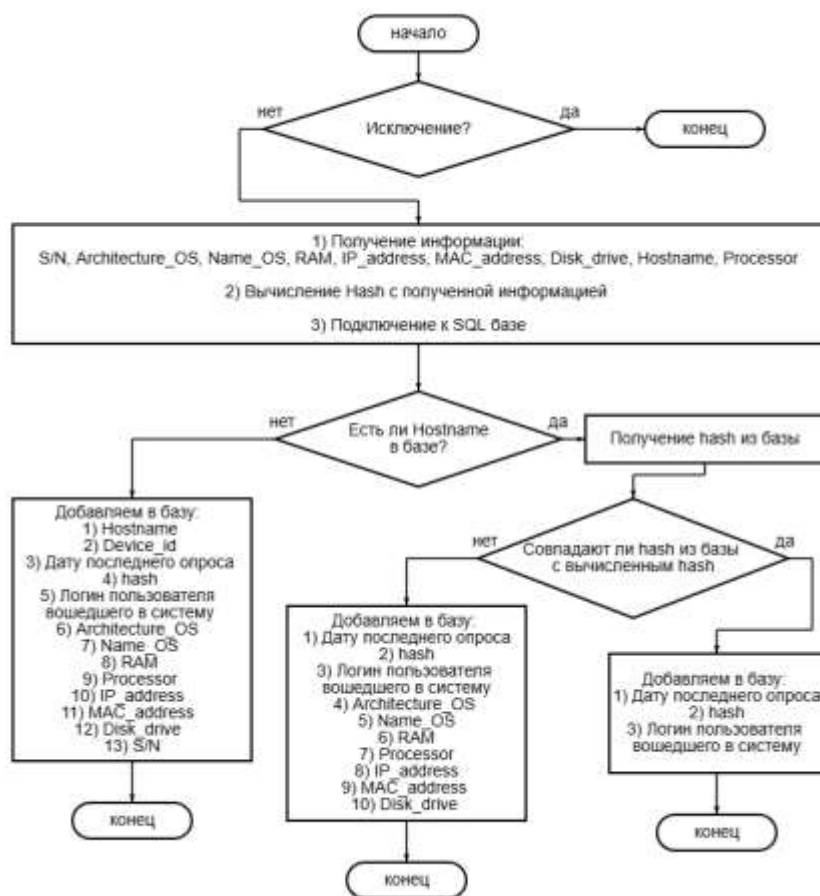 начало
нет
да
Исключение?
конец
1) Получение информации:
S/N, Architecture_OS, Name_OS, RAM, IP_address, MAC_address, Disk_drive, Hostname, Processor
2) Вычисление Hash с полученной информацией
3) Подключение к SQL базе
нет
да
Есть ли Hostname
в базе?
Получение hash из базы
Добавляем в базу:
1) Hostname
2) Device_id
3) Дату последнего опроса
4) hash
5) Логин пользователя
вошедшего в систему
6) Architecture_OS
7) Name_OS
8) RAM
9) Processor
10) IP_address
11) MAC_address
12) Disk_drive
13) S/N
конец
нет
да
Совпадают ли hash из базы
с вычисленным hash
Добавляем в базу:
1) Дату последнего опроса
2) hash
3) Логин пользователя
вошедшего в систему
4) Architecture_OS
5) Name_OS
6) RAM
7) Processor
8) IP_address
9) MAC_address
10) Disk_drive
конец
Добавляем в базу:
1) Дату последнего опроса
2) hash
3) Логин пользователя
вошедшего в систему
конец